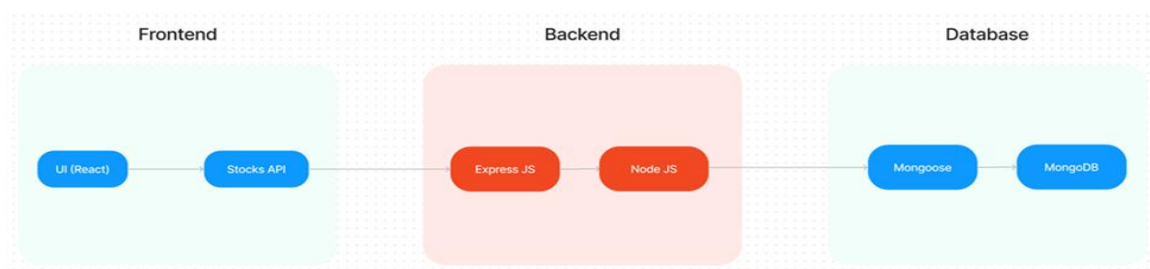 Frontend
Backend
Database
UI (React)
Stocks API
Express JS
Node JS
Mongoose
MongoDB